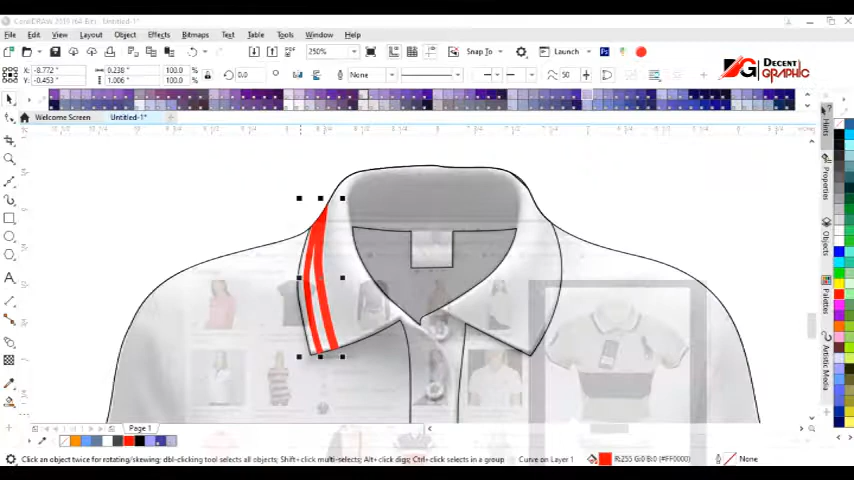 CorelDRAW 2019 (64-Bit) - Untitled-1*
File Edit View Layout Object Effects Bitmaps Text Table Tools Window Help
250% Snap To Launch
X: -8.772 " 0.238 " 100.0 %
Y: -0.453 " 1.006 " 100.0 %
0.0 None 50
DECENT
GRAPHIC
Welcome Screen Untitled-1*
Hints
Properties
Objects
Palettes
Artistic Media
Page 1
Click an object twice for rotating/skewing; dbl-clicking tool selects all objects; Shift+click multi-selects; Alt+click digs; Ctrl+click selects in a group Curve on Layer 1 R:255 G:0 B:0 (#FF0000) None